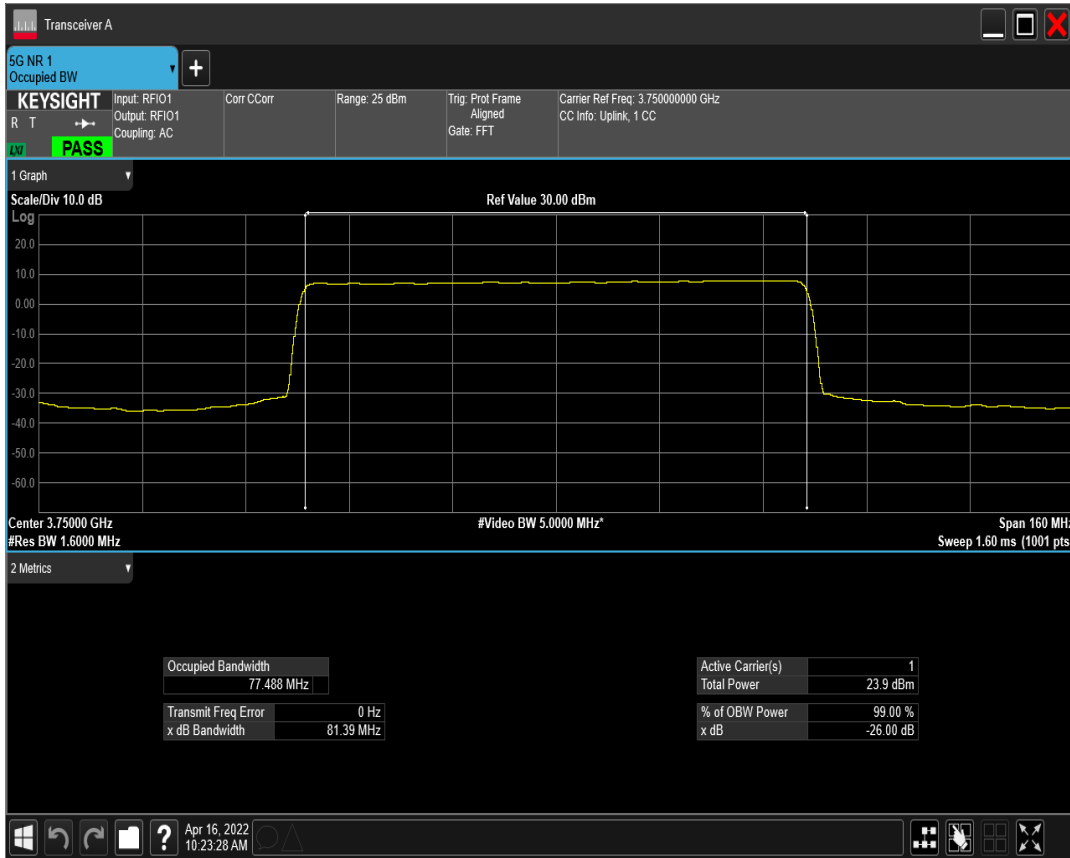 Transceiver A
5G NR 1
Occupied BW
+
KEYSIGHT
R T
LXI
PASS
Input: RFIO1
Output: RFIO1
Coupling: AC
Corr CCorr
Range: 25 dBm
Trig: Prot Frame
Aligned
Gate: FFT
Carrier Ref Freq: 3.750000000 GHz
CC Info: Uplink, 1 CC
1 Graph
Scale/Div 10.0 dB
Ref Value 30.00 dBm
Log
20.0
10.0
0.00
-10.0
-20.0
-30.0
-40.0
-50.0
-60.0
Center 3.75000 GHz
#Video BW 5.0000 MHz*
Span 160 MHz
#Res BW 1.6000 MHz
Sweep 1.60 ms (1001 pts
2 Metrics
Occupied Bandwidth
77.488 MHz
Transmit Freq Error 0 Hz
x dB Bandwidth 81.39 MHz
Active Carrier(s) 1
Total Power 23.9 dBm
% of OBW Power 99.00 %
x dB -26.00 dB
?
Apr 16, 2022
10:23:28 AM